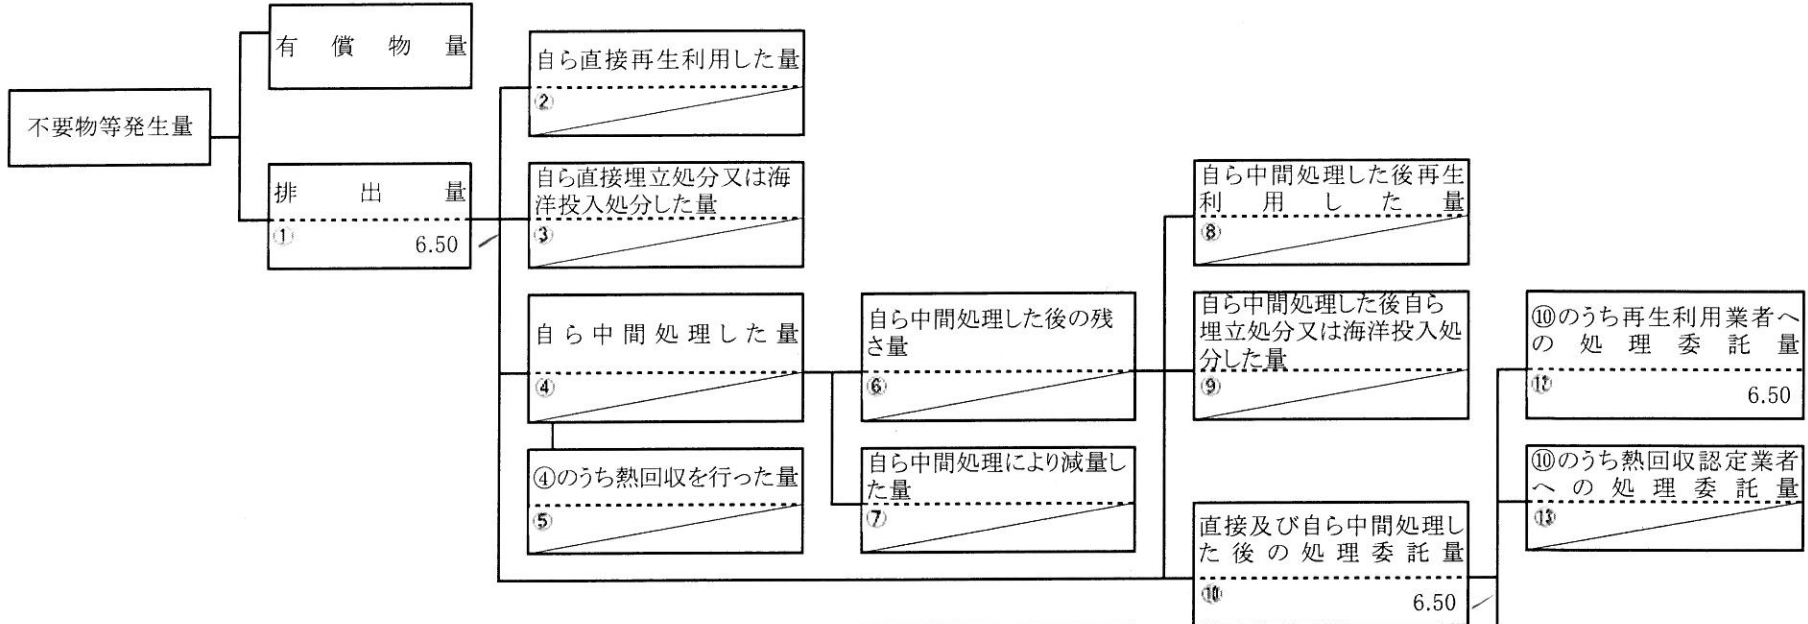 有償物量
不要物等発生量
排出量
①
6.50
自ら直接再生利用した量
②
自ら直接埋立処分又は海
洋投入処分した量
③
自ら中間処理した量
④
④のうち熱回収を行った量
⑤
自ら中間処理した後の残
さ量
⑥
自ら中間処理により減量し
た量
⑦
自ら中間処理した後再生
利用した量
⑧
自ら中間処理した後自ら
埋立処分又は海洋投入処
分した量
⑨
直接及び自ら中間処理し
た後の処理委託量
⑩
6.50
⑩のうち再生利用業者へ
の処理委託量
⑫
6.50
⑩のうち熱回収認定業者
への処理委託量
⑬